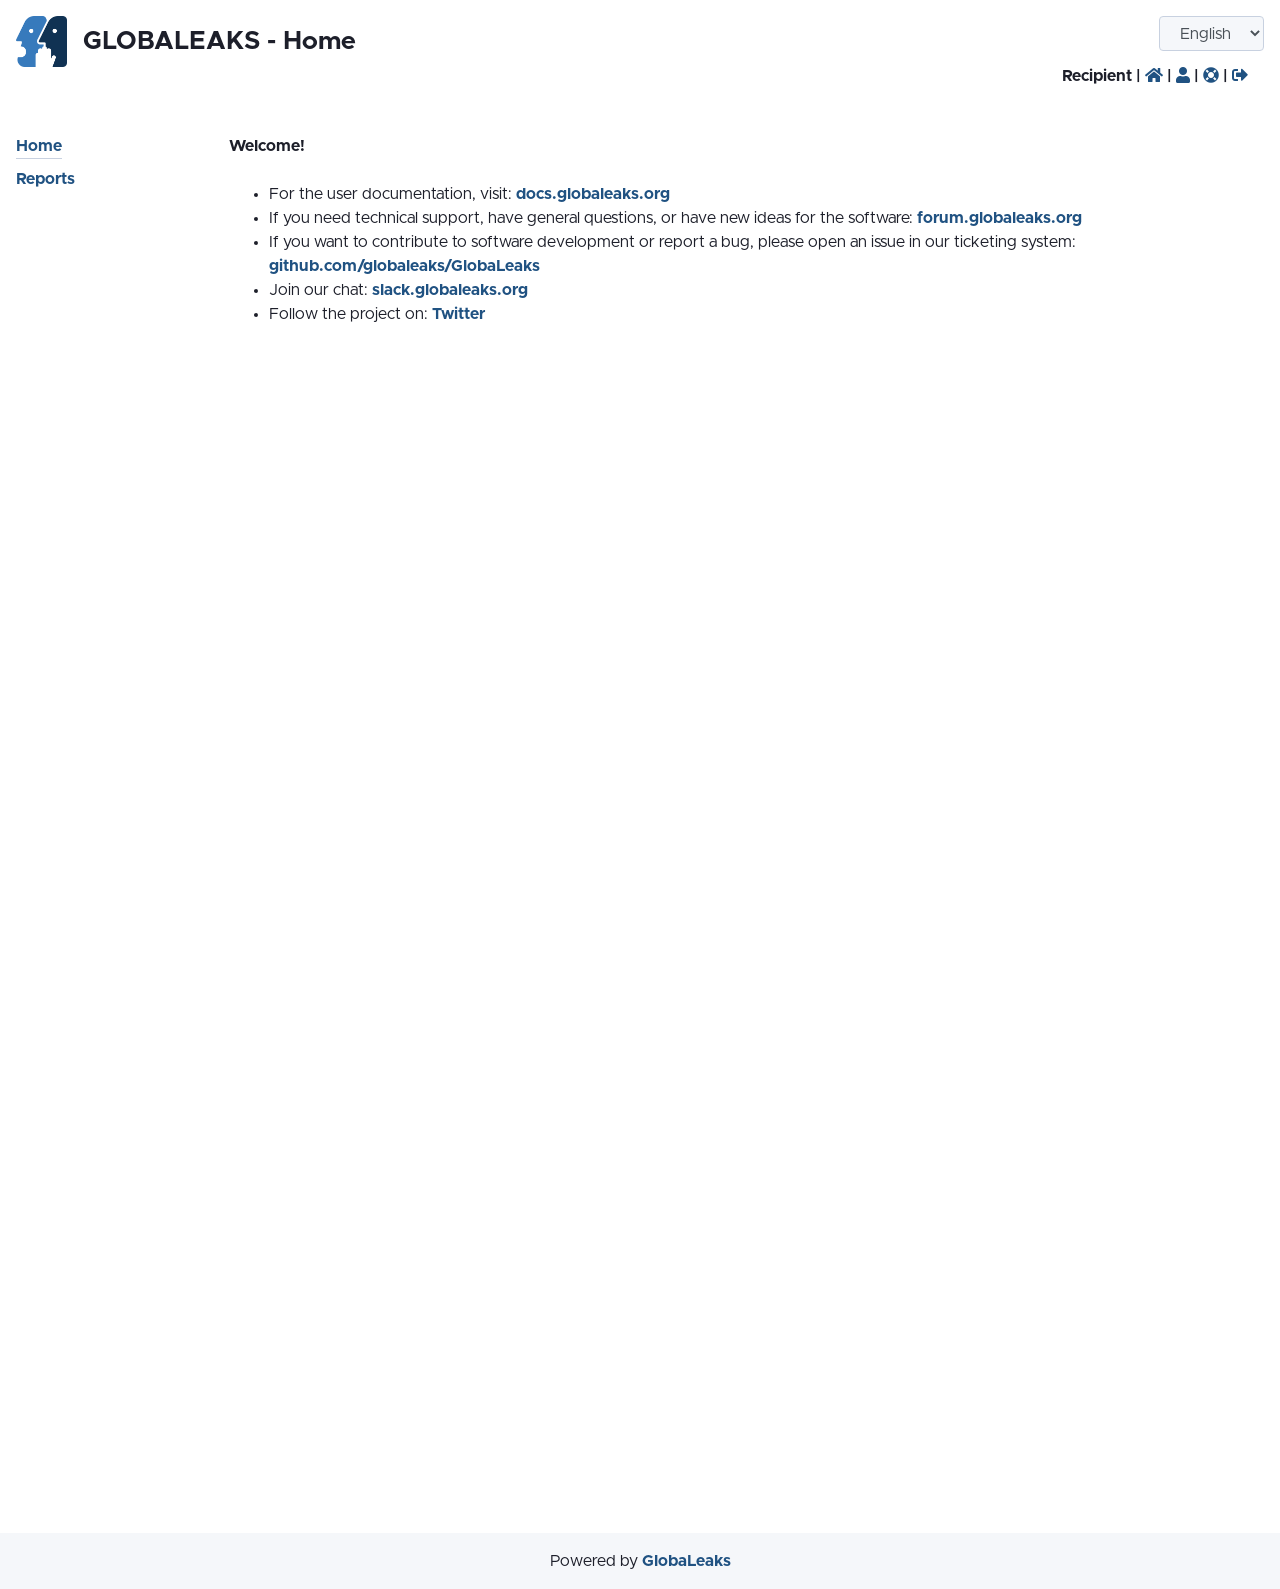 GLOBALEAKS - Home
English
Recipient | | | |
Home
Reports
Welcome!
For the user documentation, visit: docs.globaleaks.org
If you need technical support, have general questions, or have new ideas for the software: forum.globaleaks.org
If you want to contribute to software development or report a bug, please open an issue in our ticketing system:
github.com/globaleaks/GlobaLeaks
Join our chat: slack.globaleaks.org
Follow the project on: Twitter
Powered by GlobaLeaks